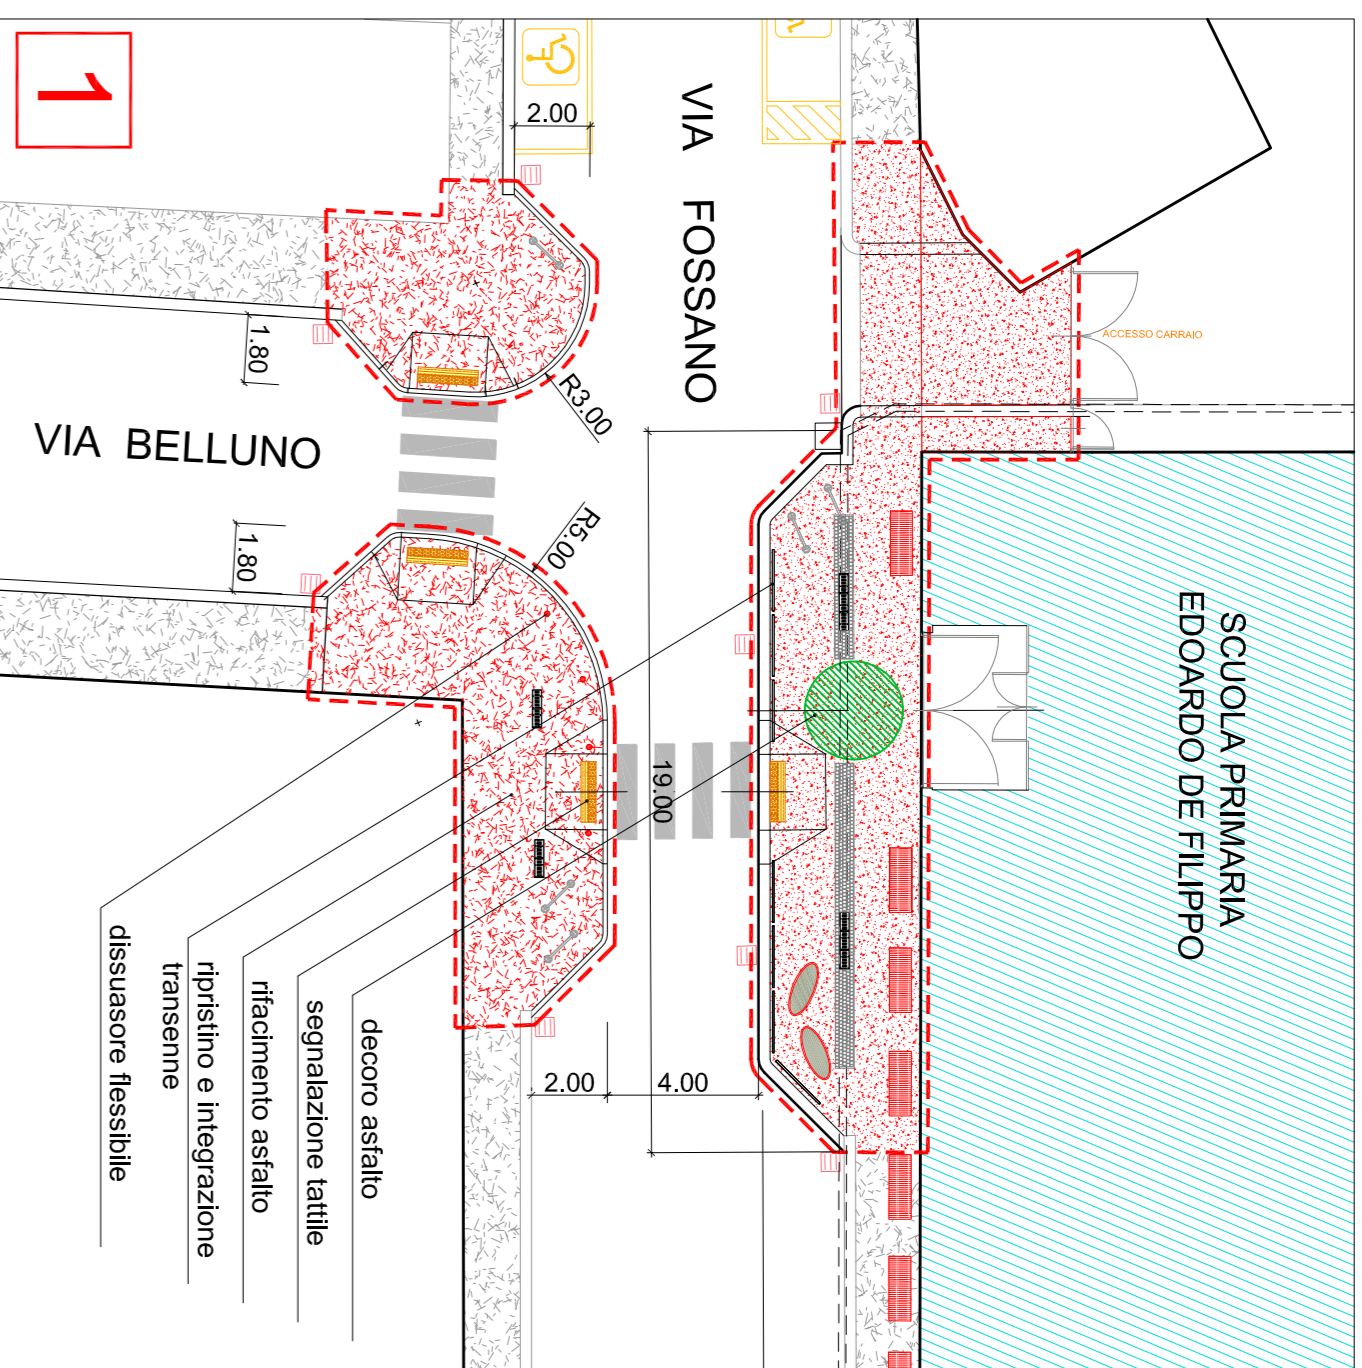 1
2.00
VIA FOSSANO
ACCESSO CARRAIO
1.80
R3.00
VIA BELLUNO
R5.00
1.80
SCUOLA PRIMARIA
EDOARDO DE FILIPPO
19.00
2.00
4.00
decoro asfalto
segnalazione tattile
rifacimento asfalto
ripristino e integrazione
transenne
dissuasore flessibile